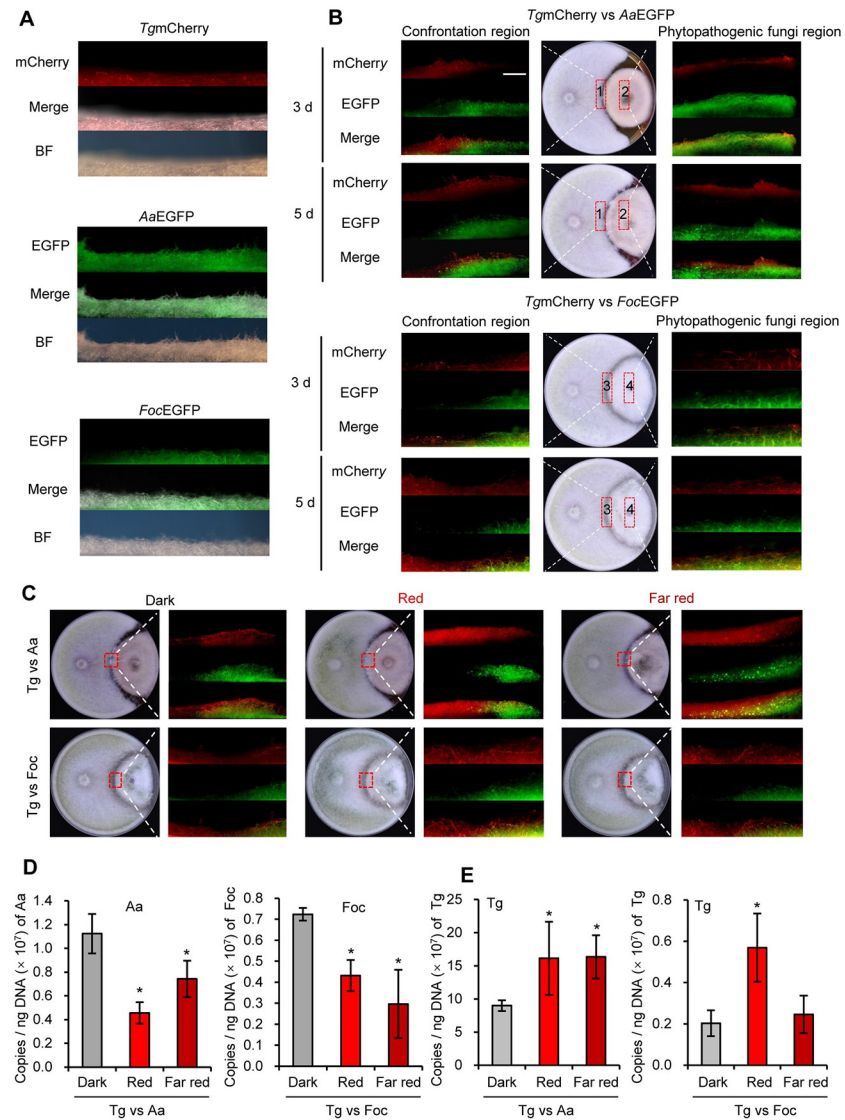 A
TgmCherry
mCherry
Merge
BF
AaEGFP
EGFP
Merge
BF
FocEGFP
EGFP
Merge
BF
B
TgmCherry vs AaEGFP
Confrontation region
Phytopathogenic fungi region
3 d
mCherry
EGFP
Merge
1
2
5 d
mCherry
EGFP
Merge
1
2
TgmCherry vs FocEGFP
Confrontation region
Phytopathogenic fungi region
3 d
mCherry
EGFP
Merge
3
4
5 d
mCherry
EGFP
Merge
3
4
C
Dark
Red
Far red
Tg vs Aa
Tg vs Foc
D
Copies / ng DNA (× 10⁷) of Aa
1.4
1.2
1.0
0.8
0.6
0.4
0.2
0.0
Aa
*
*
Dark
Red
Far red
Tg vs Aa
Copies / ng DNA (× 10⁷) of Foc
0.8
0.7
0.6
0.5
0.4
0.3
0.2
0.1
0
Foc
*
*
Dark
Red
Far red
Tg vs Foc
E
Copies / ng DNA (× 10⁷) of Tg
25
20
15
10
5
0
Tg
*
*
Dark
Red
Far red
Tg vs Aa
Copies / ng DNA (× 10⁷) of Tg
0.8
0.6
0.4
0.2
0
Tg
*
Dark
Red
Far red
Tg vs Foc